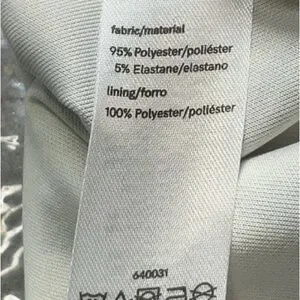 fabric/material
95% Polyester/poliéster
5% Elastane/elastano
lining/forro
100% Polyester/poliéster
640031